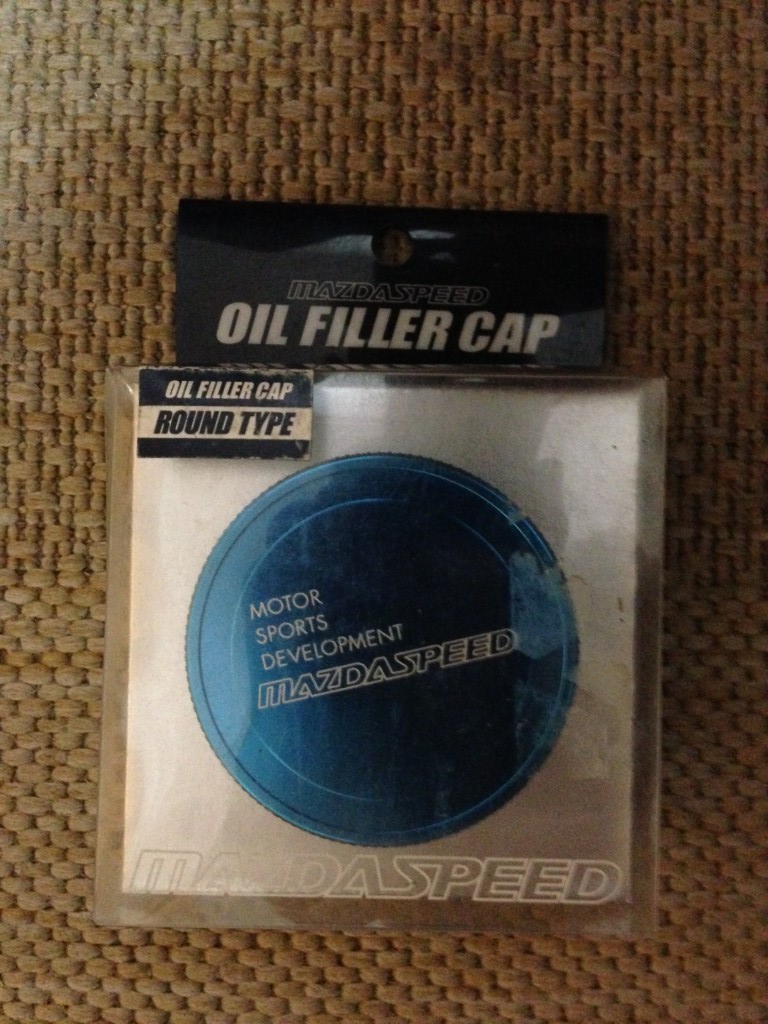 MAZDASPEED
OIL FILLER CAP
OIL FILLER CAP
ROUND TYPE
MOTOR
SPORTS
DEVELOPMENT
MAZDASPEED
MAZDASPEED